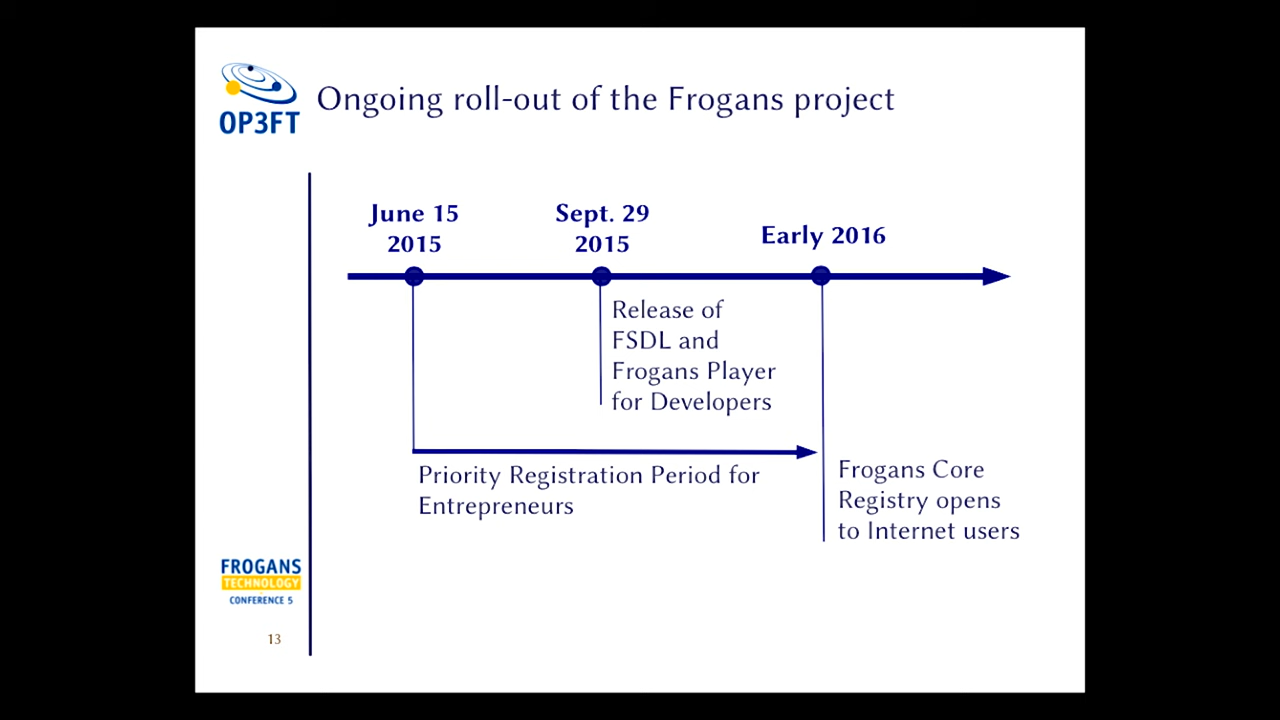 OP3FT
Ongoing roll-out of the Frogans project
June 15
2015
Sept. 29
2015
Early 2016
Release of
FSDL and
Frogans Player
for Developers
Priority Registration Period for
Entrepreneurs
Frogans Core
Registry opens
to Internet users
FROGANS
TECHNOLOGY
CONFERENCE 5
13